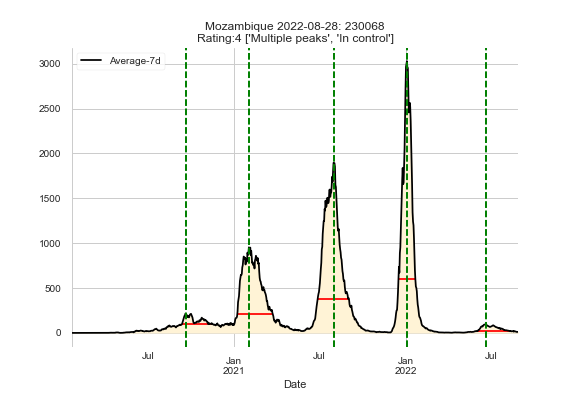 Mozambique 2022-08-28: 230068
Rating:4 ['Multiple peaks', 'In control']
Average-7d
3000
2500
2000
1500
1000
500
0
Jul
Jan
2021
Jul
Jan
2022
Jul
Date